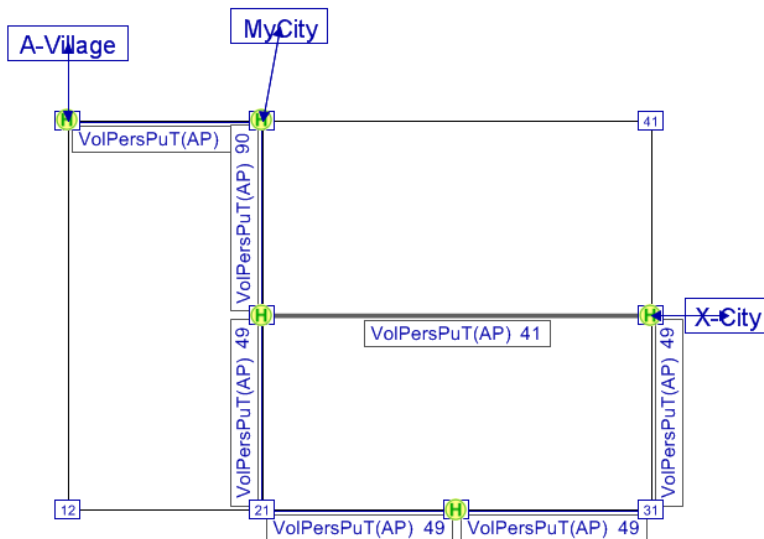 MyCity
A-Village
H
H
41
VolPersPuT(AP)
VolPersPuT(AP) 90
H
H
X-City
VolPersPuT(AP) 41
VolPersPuT(AP) 49
VolPersPuT(AP) 49
12
21
H
31
VolPersPuT(AP) 49
VolPersPuT(AP) 49